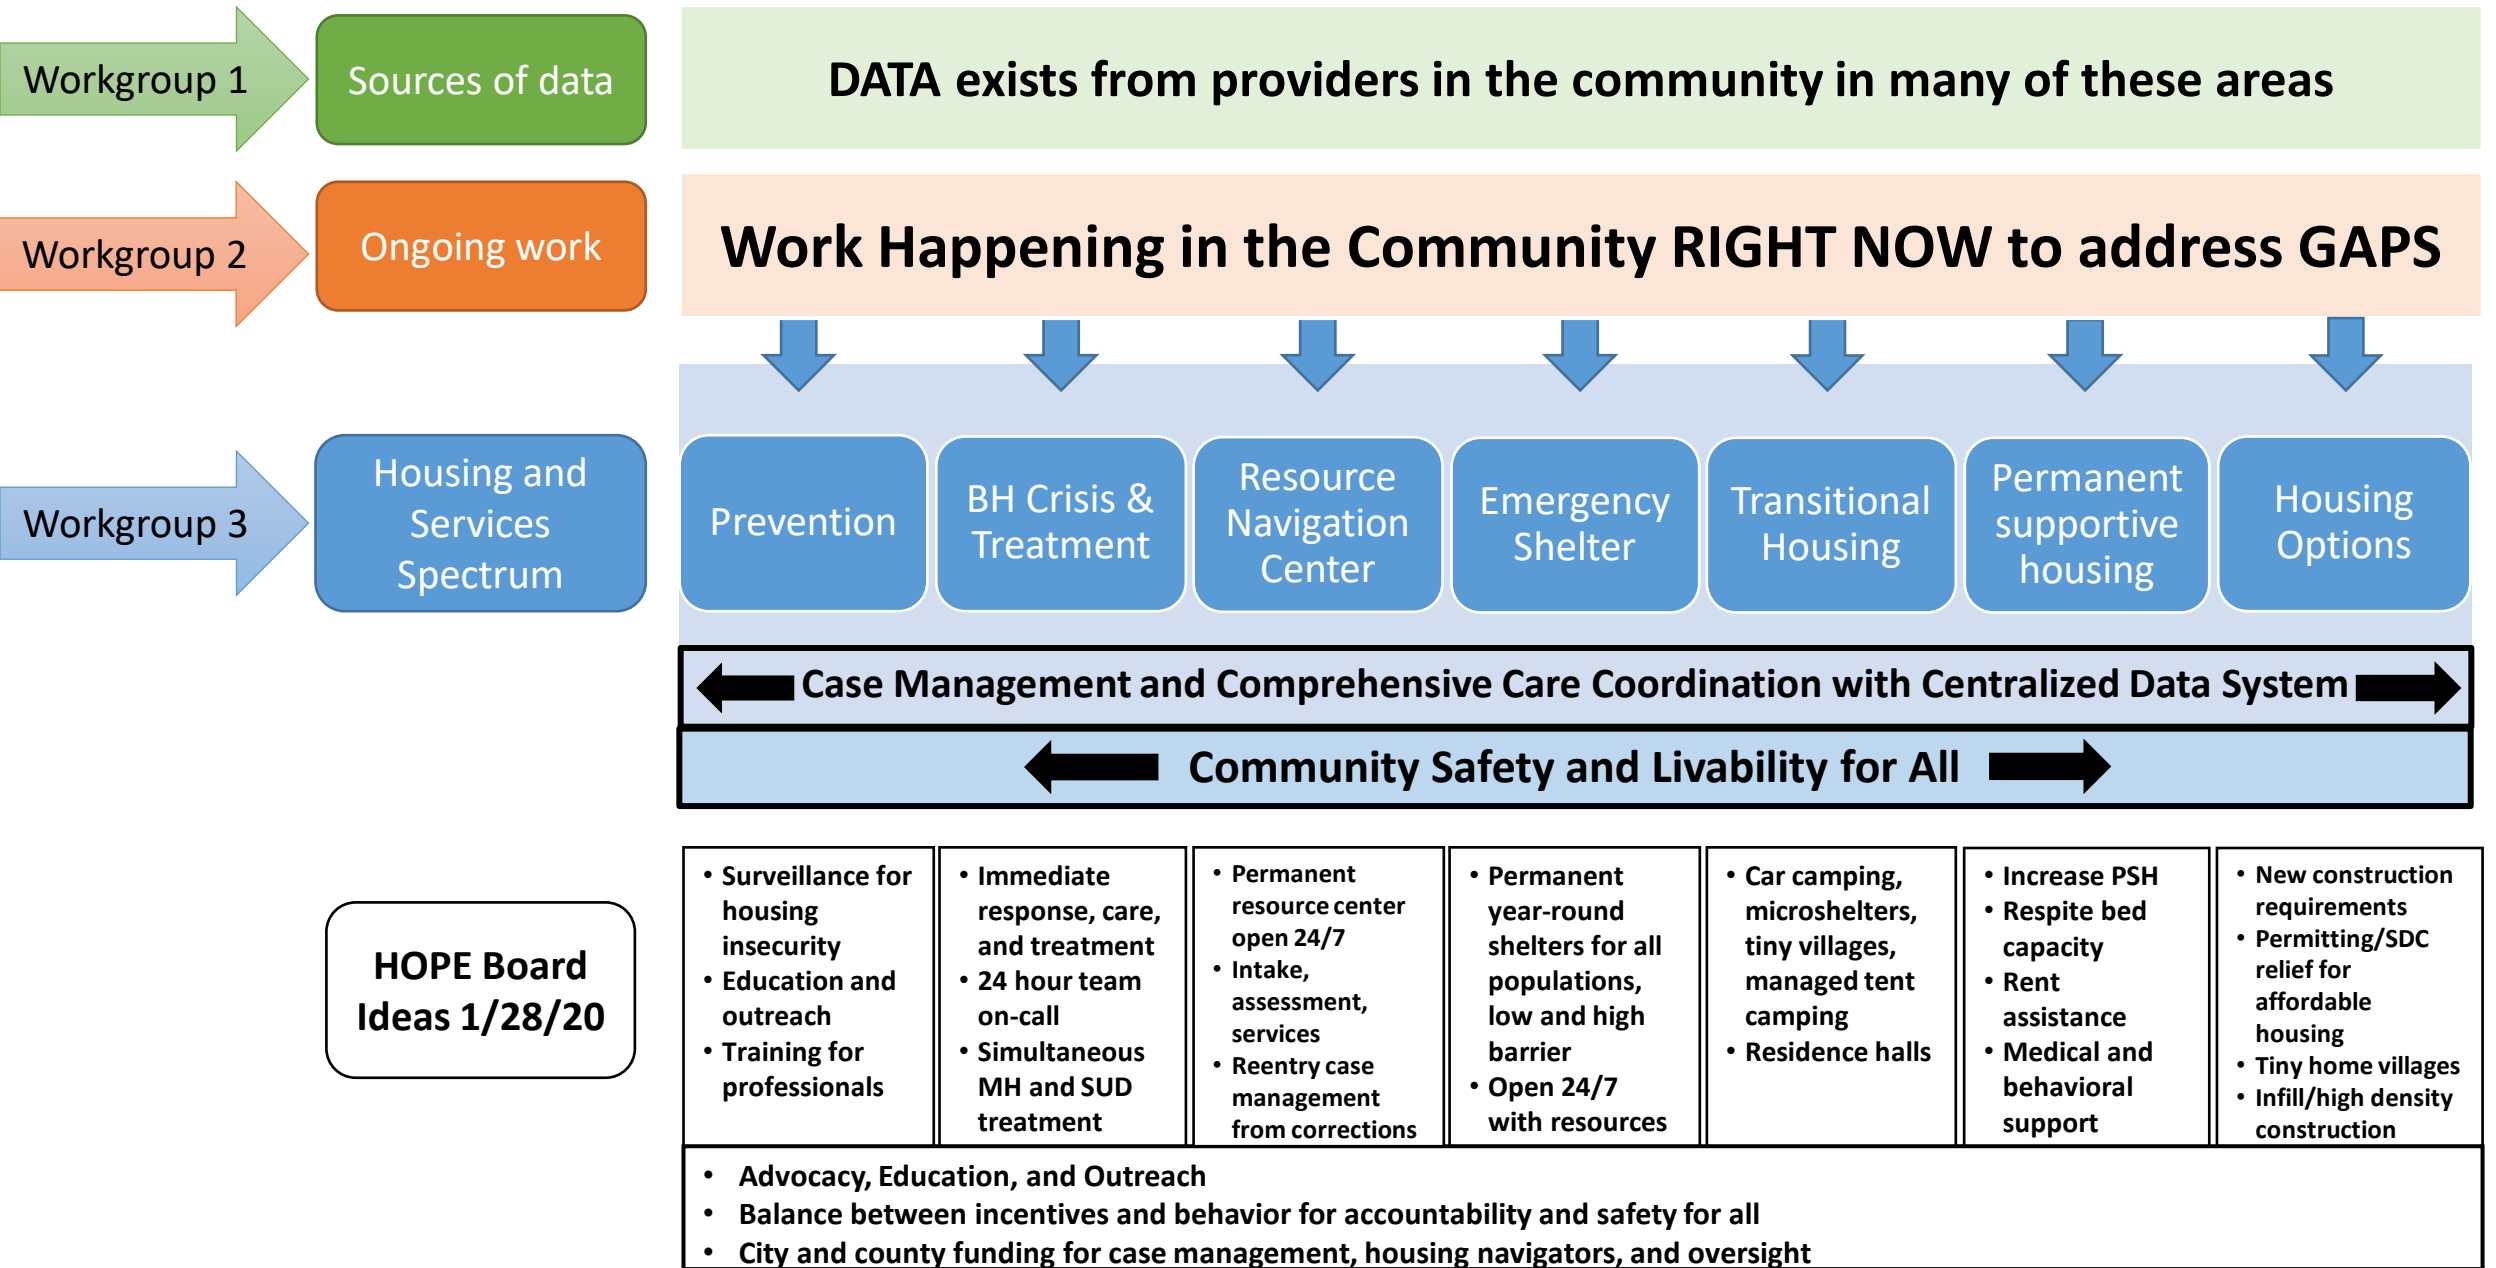 Workgroup 1
Sources of data
DATA exists from providers in the community in many of these areas
Workgroup 2
Ongoing work
Work Happening in the Community RIGHT NOW to address GAPS
Workgroup 3
Housing and
Services
Spectrum
Prevention
BH Crisis &
Treatment
Resource
Navigation
Center
Emergency
Shelter
Transitional
Housing
Permanent
supportive
housing
Housing
Options
Case Management and Comprehensive Care Coordination with Centralized Data System
Community Safety and Livability for All
HOPE Board
Ideas 1/28/20
• Surveillance for
housing
insecurity
• Education and
outreach
• Training for
professionals
• Immediate
response, care,
and treatment
• 24 hour team
on-call
• Simultaneous
MH and SUD
treatment
• Permanent
resource center
open 24/7
• Intake,
assessment,
services
• Reentry case
management
from corrections
• Permanent
year-round
shelters for all
populations,
low and high
barrier
• Open 24/7
with resources
• Car camping,
microshelters,
tiny villages,
managed tent
camping
• Residence halls
• Increase PSH
• Respite bed
capacity
• Rent
assistance
• Medical and
behavioral
support
• New construction
requirements
• Permitting/SDC
relief for
affordable
housing
• Tiny home villages
• Infill/high density
construction
• Advocacy, Education, and Outreach
• Balance between incentives and behavior for accountability and safety for all
• City and county funding for case management, housing navigators, and oversight